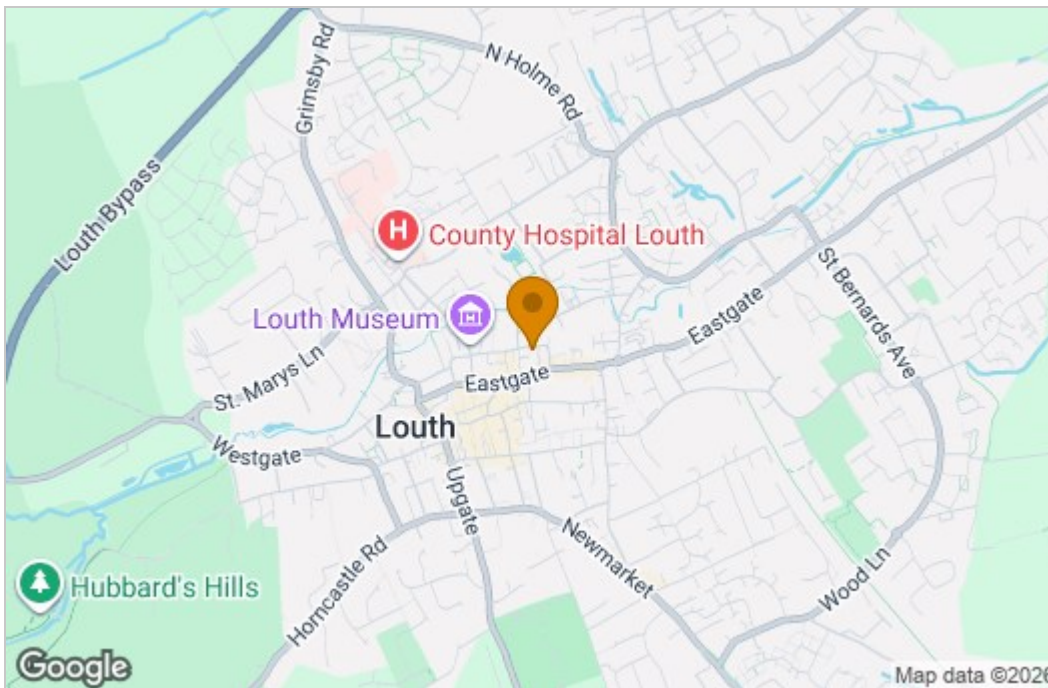 N Holme Rd
Grimsby Rd
Louth Bypass
H
County Hospital Louth
St Bernards Ave
Louth Museum
Eastgate
St. Marys Ln
Eastgate
Louth
Westgate
Upgate
Newmarket
Horncastle Rd
Wood Ln
Hubbard's Hills
Google
Map data ©2026